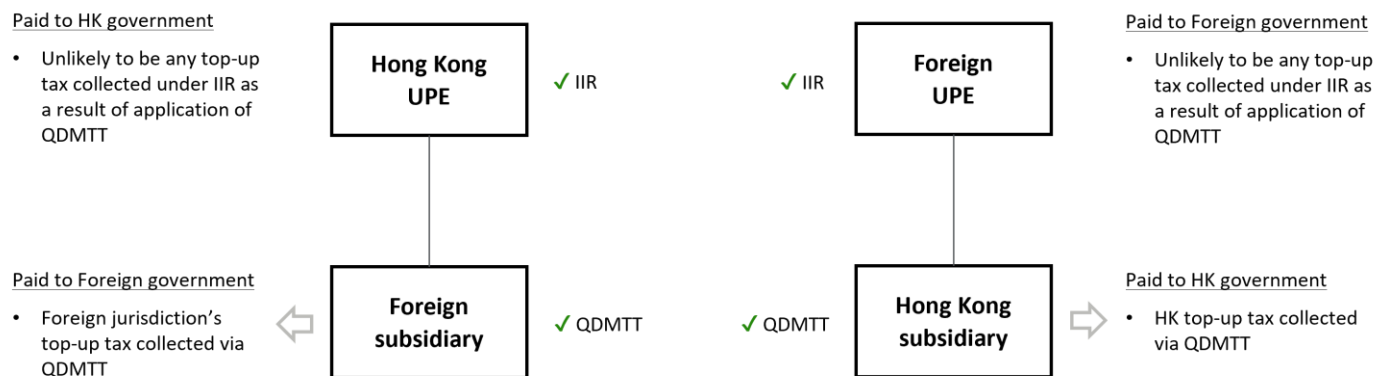 Paid to HK government
• Unlikely to be any top-up
tax collected under IIR as
a result of application of
QDMTT
Hong Kong
UPE
✓ IIR
Paid to Foreign government
• Foreign jurisdiction's
top-up tax collected via
QDMTT
Foreign
subsidiary
✓ QDMTT
✓ IIR
Foreign
UPE
Paid to Foreign government
• Unlikely to be any top-up
tax collected under IIR as
a result of application of
QDMTT
✓ QDMTT
Hong Kong
subsidiary
Paid to HK government
• HK top-up tax collected
via QDMTT